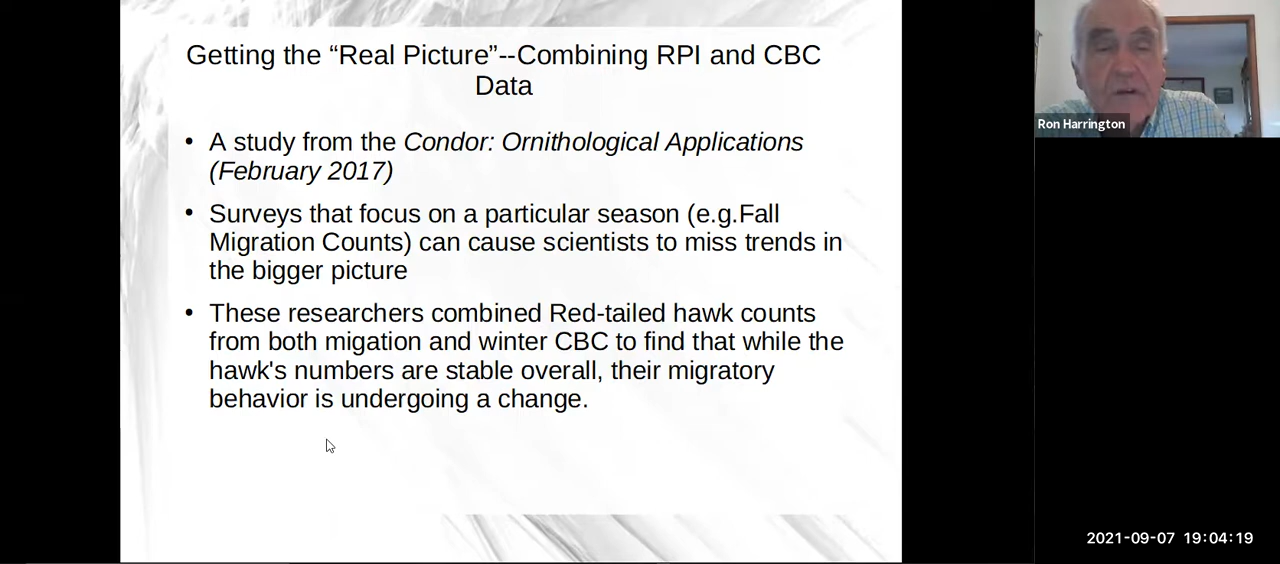 Getting the “Real Picture”--Combining RPI and CBC
Data
• A study from the Condor: Ornithological Applications
(February 2017)
• Surveys that focus on a particular season (e.g.Fall
Migration Counts) can cause scientists to miss trends in
the bigger picture
• These researchers combined Red-tailed hawk counts
from both migation and winter CBC to find that while the
hawk's numbers are stable overall, their migratory
behavior is undergoing a change.
Ron Harrington
2021-09-07 19:04:19